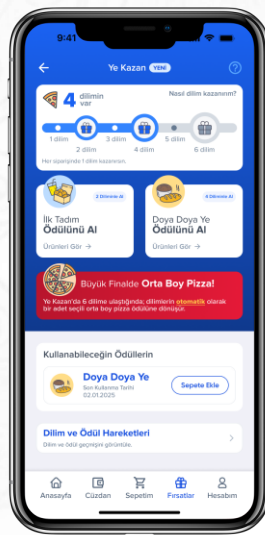 9:41
Ye Kazan YENİ
4 dilimin var
Nasıl dilim kazanırım?
1 dilim
2 dilim
3 dilim
4 dilim
5 dilim
6 dilim
Her siparişinde 1 dilim kazanırsın.
2 Diliminle Al
İlk Tadım
Ödülünü Al
Ürünleri Gör →
4 Diliminle Al
Doya Doya Ye
Ödülünü Al
Ürünleri Gör →
Büyük Finalde Orta Boy Pizza!
Ye Kazan'da 6 dilime ulaştığında; dilimlerin otomatik olarak
bir adet seçili orta boy pizza ödülüne dönüşür.
Kullanabileceğin Ödüllerin
Doya Doya Ye
Son Kullanma Tarihi
02.01.2025
Sepete Ekle
Dilim ve Ödül Hareketleri
Dilim ve ödül geçmişini görüntüle.
Anasayfa
Cüzdan
Sepetim
Fırsatlar
Hesabım